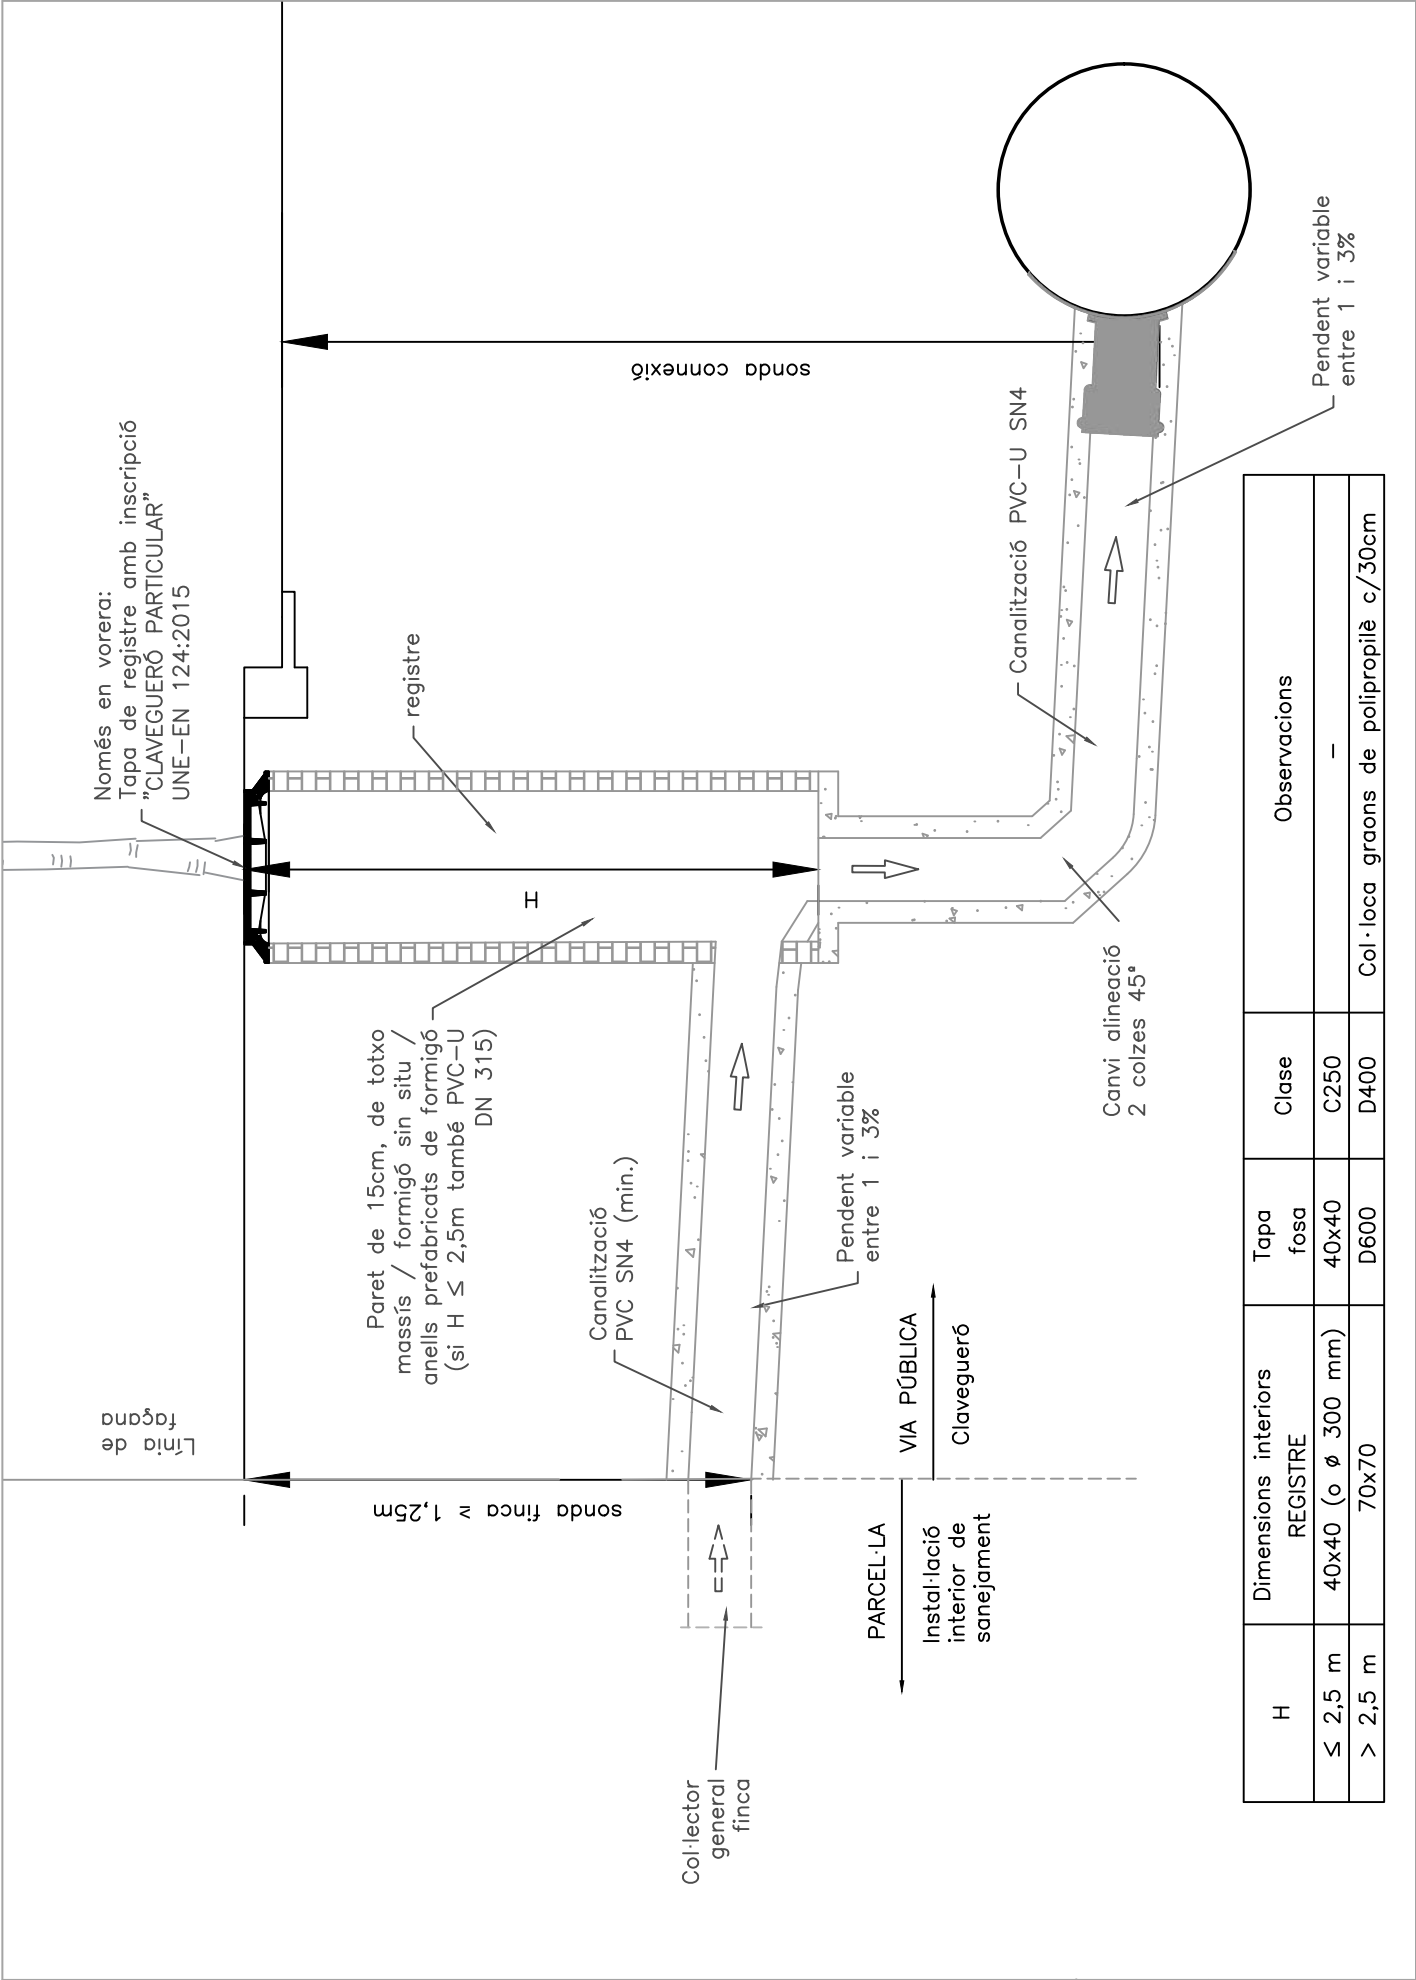 Només en vorera:
Tapa de registre amb inscripció
"CLAVEGUERÓ PARTICULAR"
UNE-EN 124:2015
Línia de
façana
registre
sonda connexió
H
Paret de 15cm, de totxo
massís / formigó sin situ /
anells prefabricats de formigó
(si H ≤ 2,5m també PVC-U
DN 315)
sonda finca ≥ 1,25m
Canalització
PVC SN4 (min.)
Col·lector
general
finca
Pendent variable
entre 1 i 3%
PARCEL·LA
Instal·lació
interior de
sanejament
VIA PÚBLICA
Clavegueró
Canvi alineació
2 colzes 45ª
Canalització PVC-U SN4
Pendent variable
entre 1 i 3%
H Dimensions interiors REGISTRE Tapa fosa Clase Observacions
≤ 2,5 m 40x40 (o ø 300 mm) 40x40 C250 -
> 2,5 m 70x70 D600 D400 Col·loca graons de polipropilè c/30cm